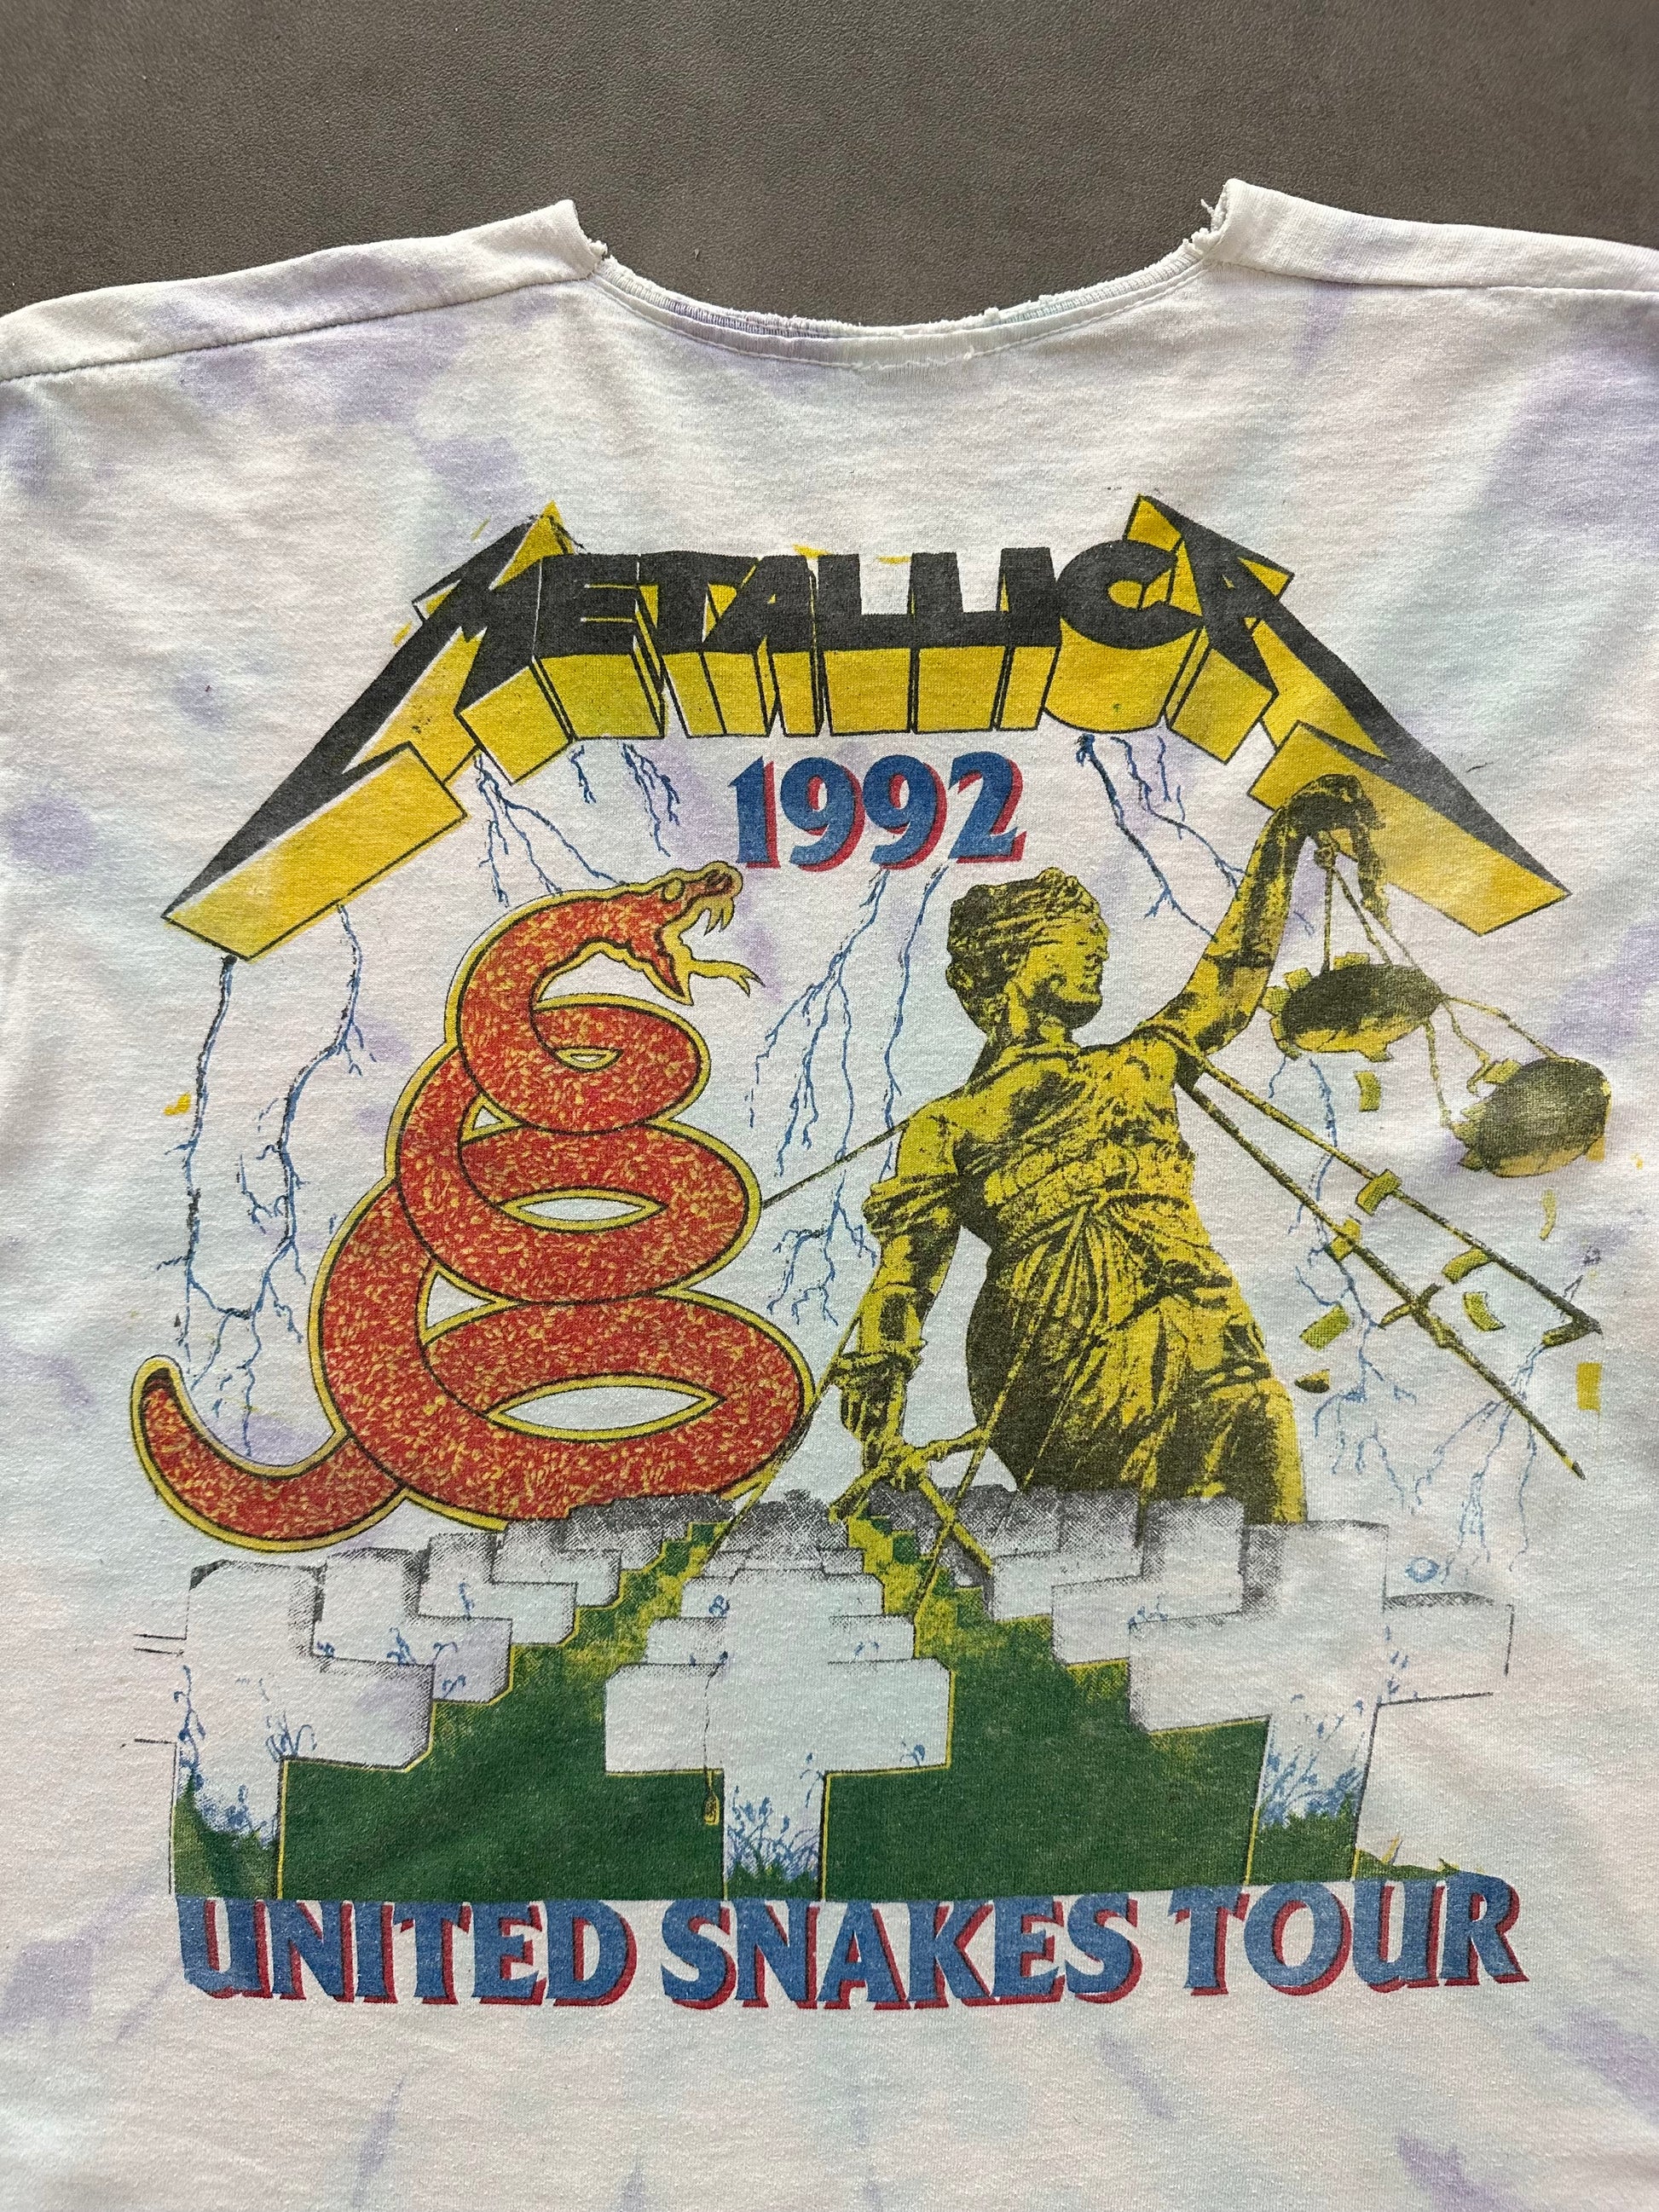 METALLICA
1992
UNITED SNAKES TOUR